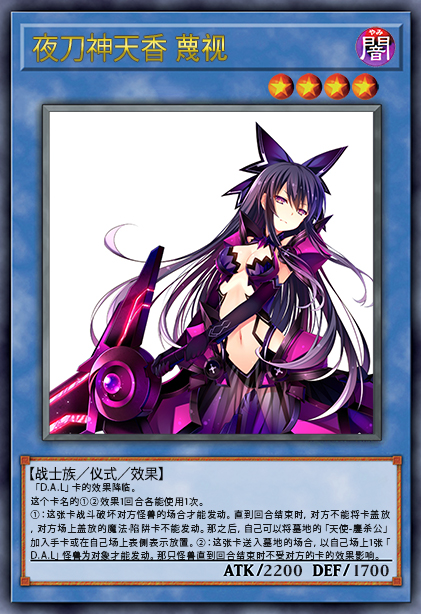 夜刀神天香 蔑视
やみ
闇
【战士族／仪式／效果】
「D.A.L」卡的效果降临。
这个卡名的①②效果1回合各能使用1次。
①：这张卡战斗破坏对方怪兽的场合才能发动。直到回合结束时，对方不能将卡盖放
，对方场上盖放的魔法·陷阱卡不能发动。那之后，自己可以将墓地的「天使-鏖杀公」
加入手卡或在自己场上表侧表示放置。②：这张卡送入墓地的场合，以自己场上1张「
D.A.L」怪兽为对象才能发动。那只怪兽直到回合结束时不受对方的卡的效果影响。
ATK/2200 DEF/1700